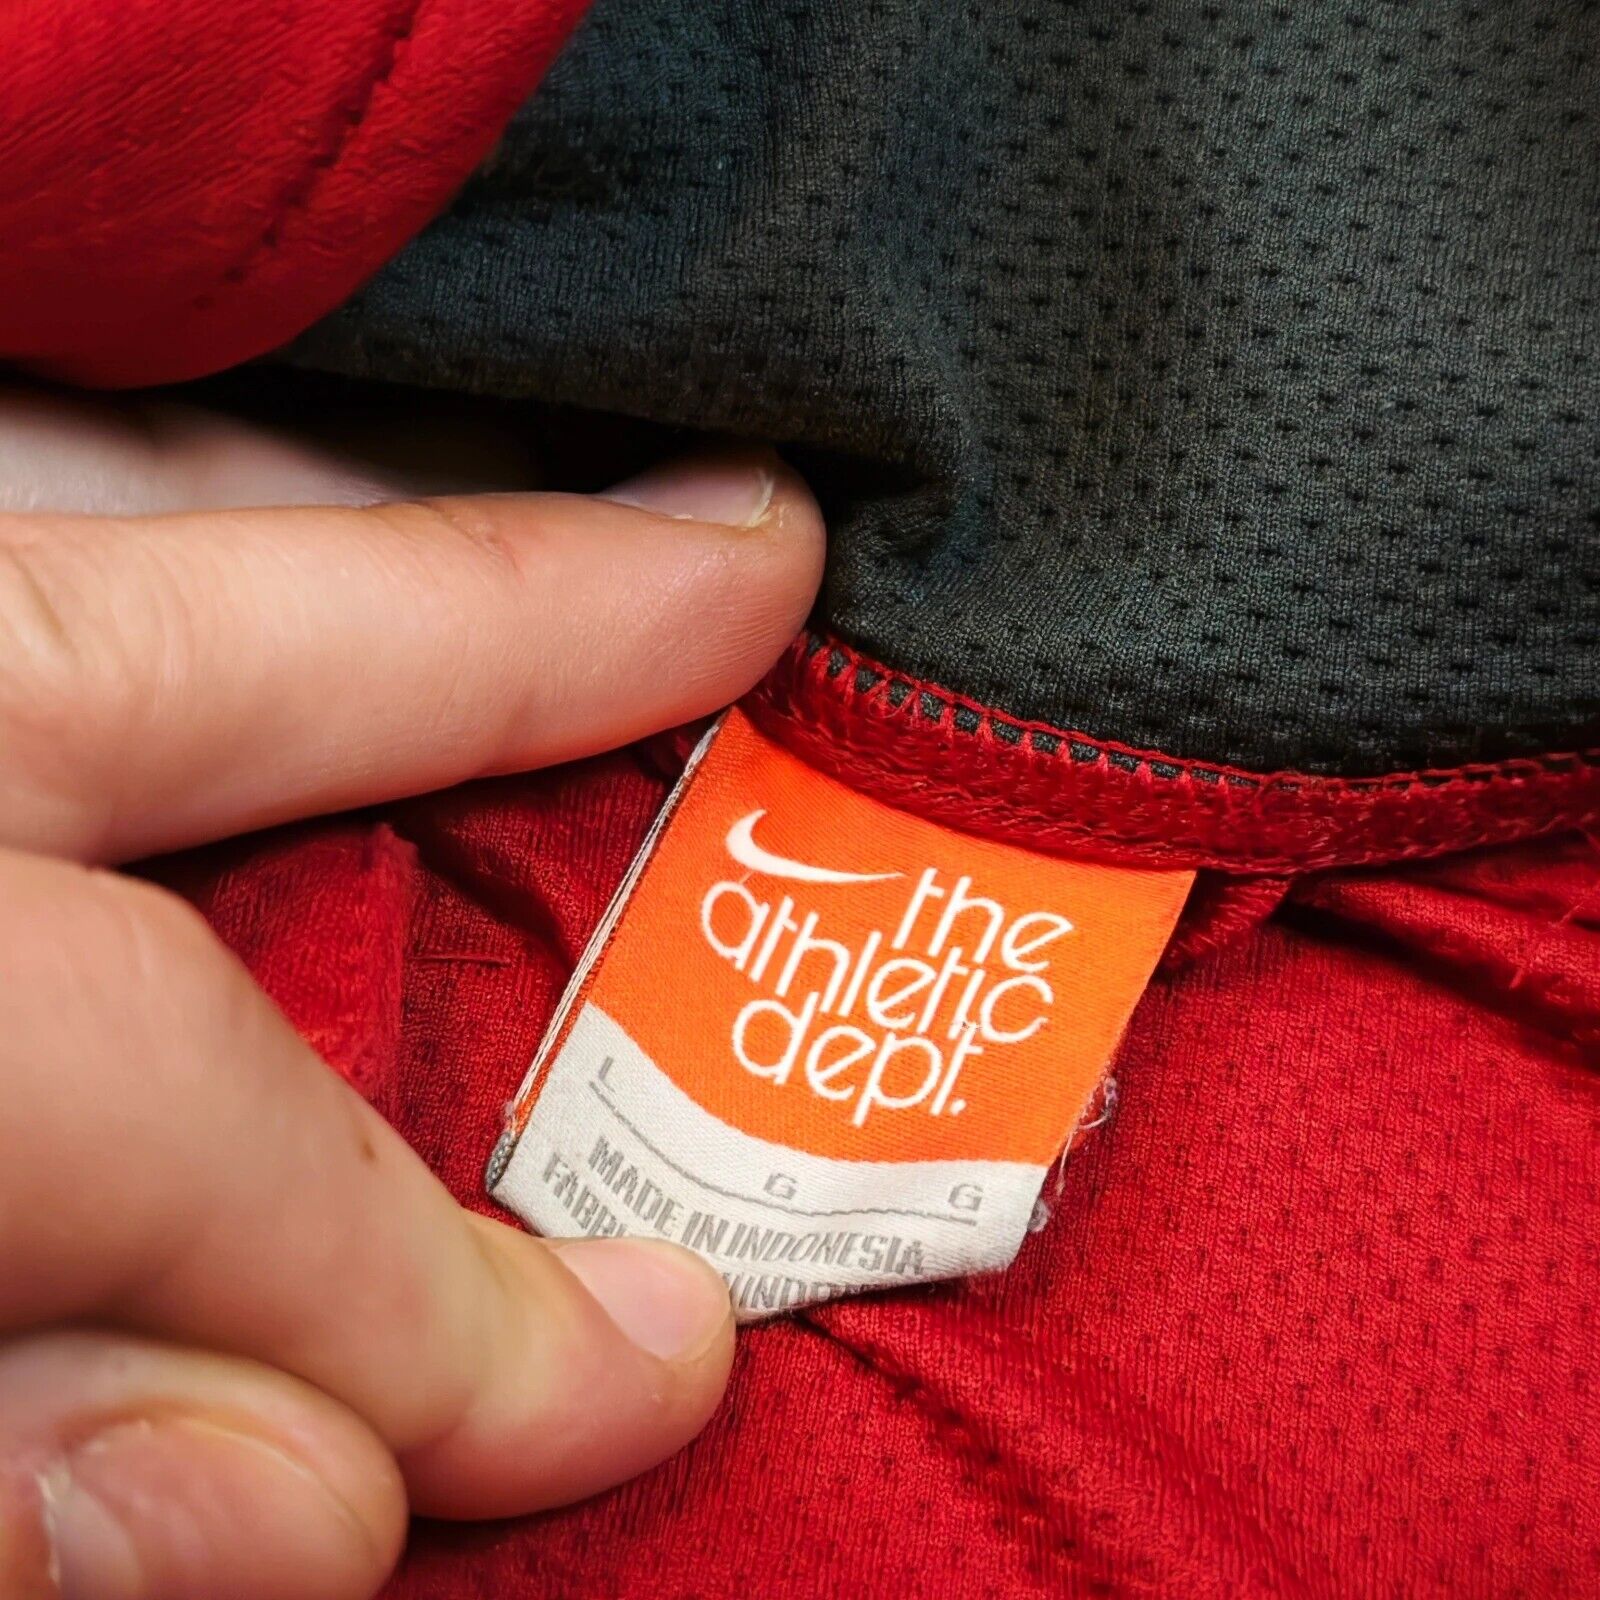 the
athletic
dept.
L G G
MADE IN INDONESIA